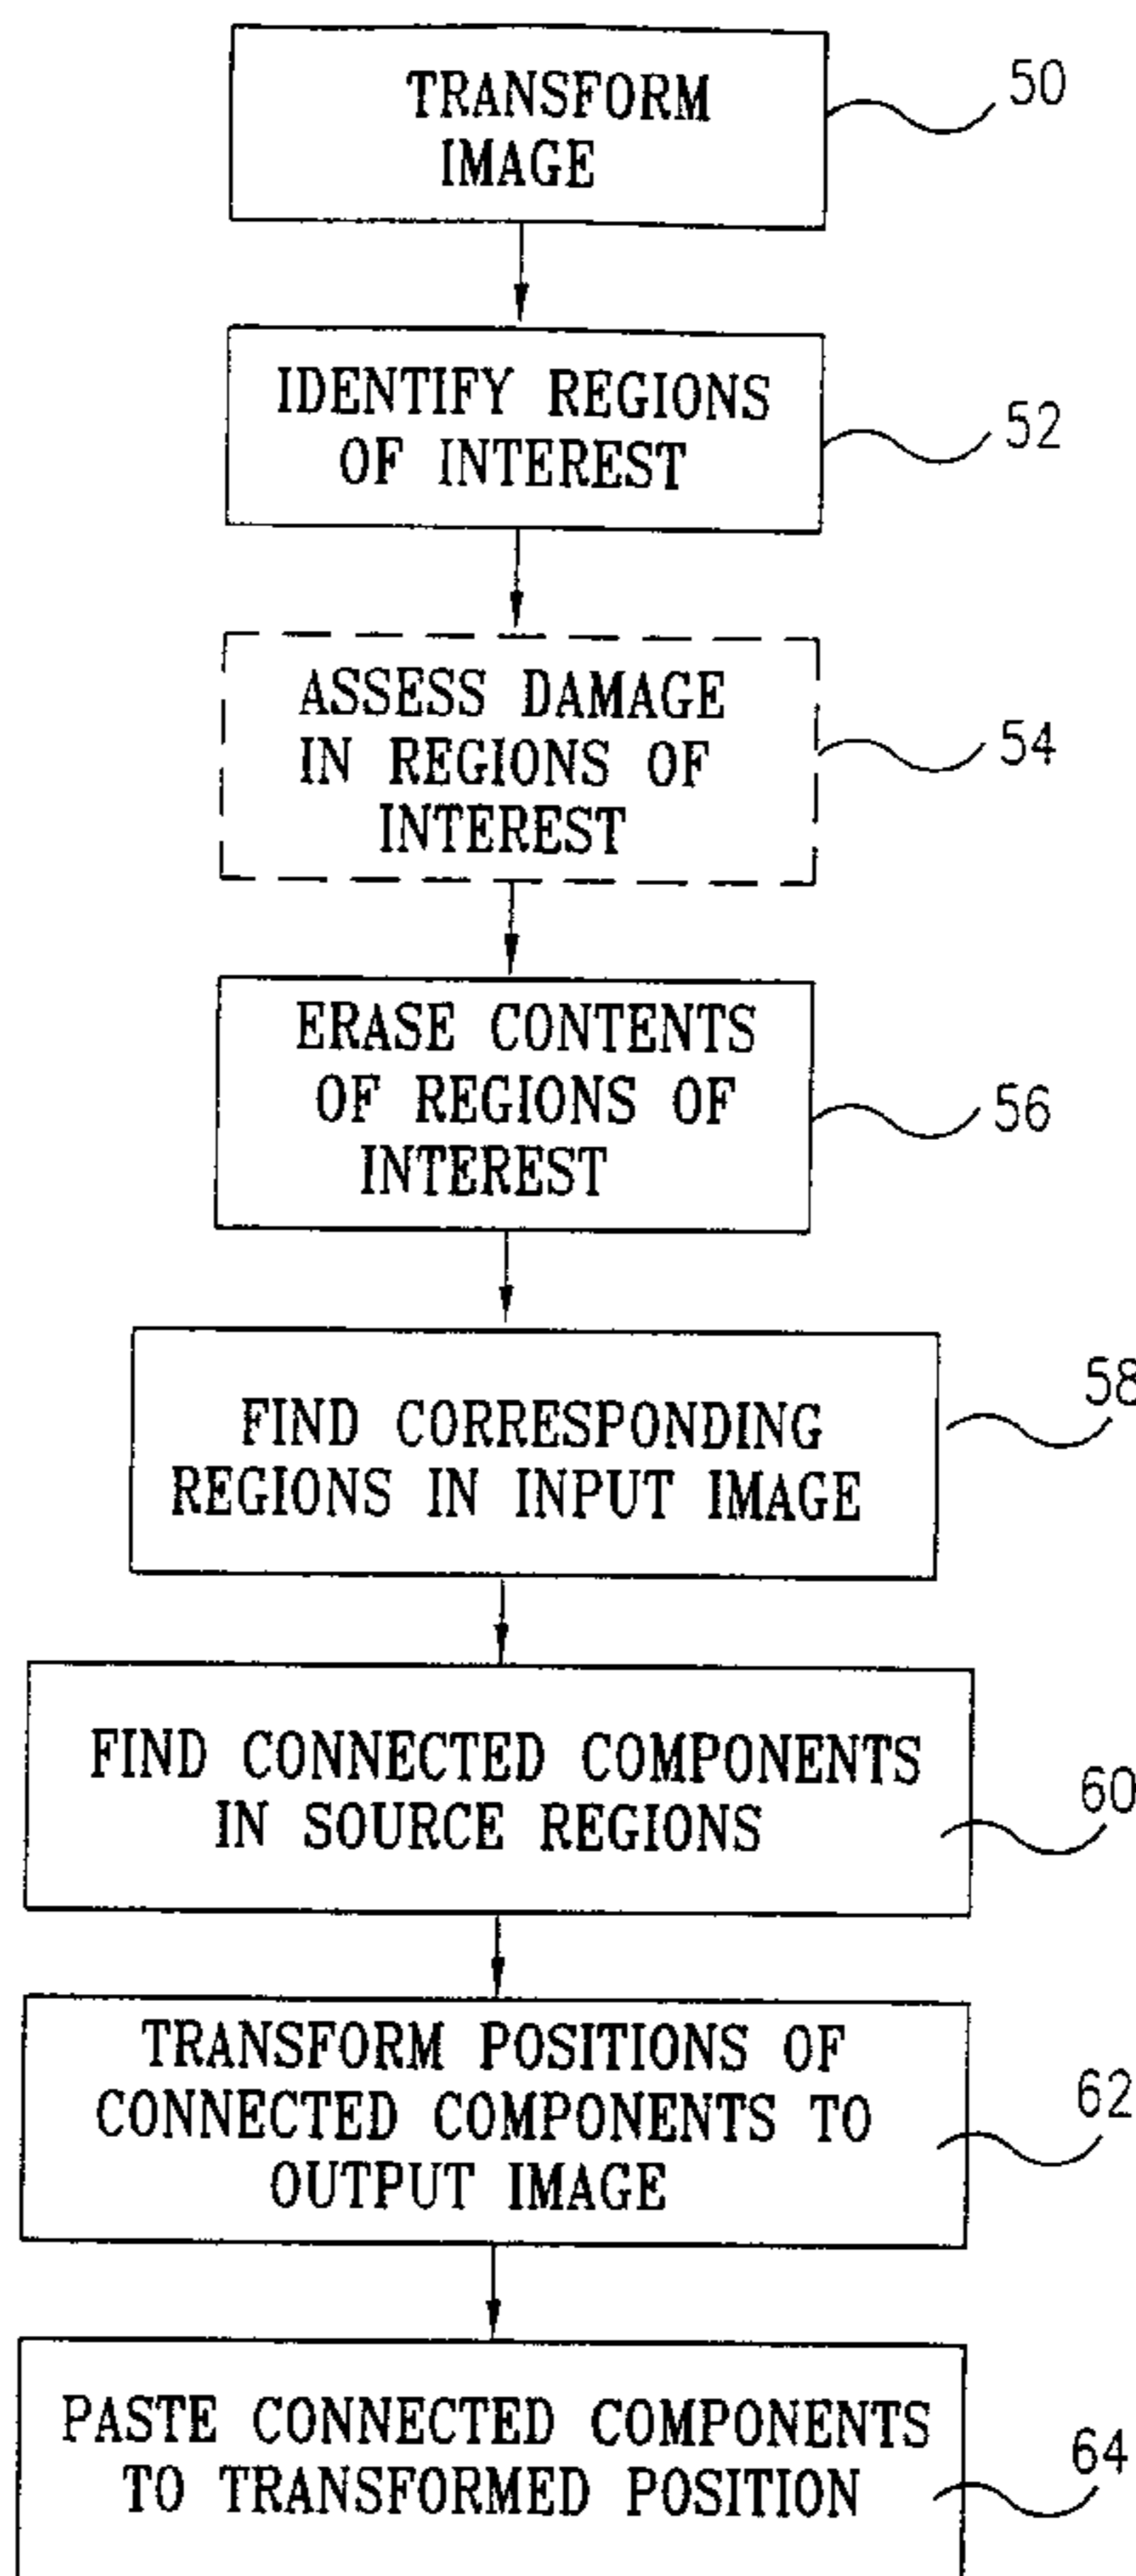 TRANSFORM
IMAGE
50
IDENTIFY REGIONS
OF INTEREST
52
ASSESS DAMAGE
IN REGIONS OF
INTEREST
54
ERASE CONTENTS
OF REGIONS OF
INTEREST
56
FIND CORRESPONDING
REGIONS IN INPUT IMAGE
58
FIND CONNECTED COMPONENTS
IN SOURCE REGIONS
60
TRANSFORM POSITIONS OF
CONNECTED COMPONENTS TO
OUTPUT IMAGE
62
PASTE CONNECTED COMPONENTS
TO TRANSFORMED POSITION
64